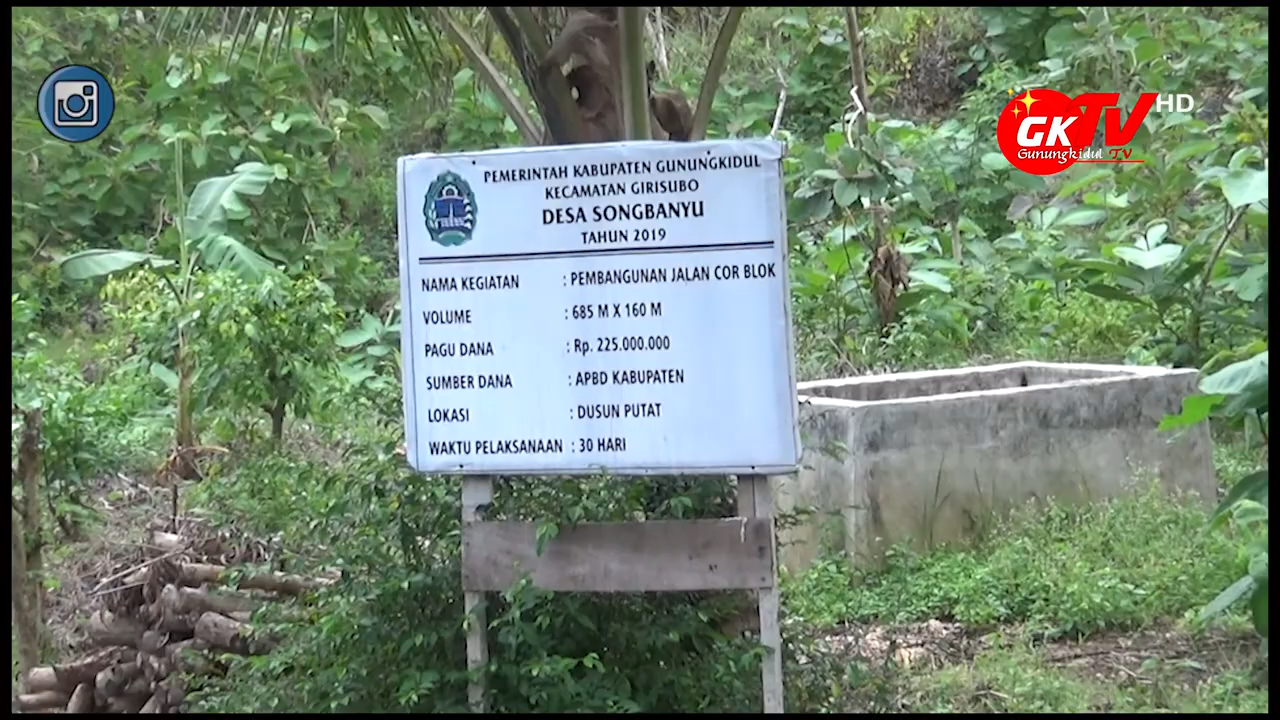 GKTV HD
Gunungkidul TV
PEMERINTAH KABUPATEN GUNUNGKIDUL
KECAMATAN GIRISUBO
DESA SONGBANYU
TAHUN 2019
NAMA KEGIATAN : PEMBANGUNAN JALAN COR BLOK
VOLUME : 685 M X 160 M
PAGU DANA : Rp. 225.000.000
SUMBER DANA : APBD KABUPATEN
LOKASI : DUSUN PUTAT
WAKTU PELAKSANAAN : 30 HARI